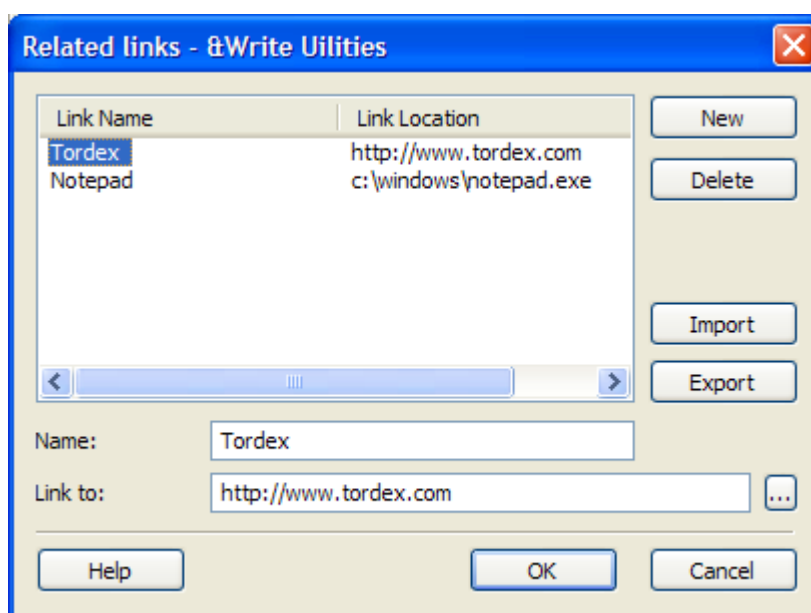 Related links - &Write Uilities
Link Name Link Location New
Tordex http://www.tordex.com
Notepad c:\windows\notepad.exe Delete
Import
Export
Name: Tordex
Link to: http://www.tordex.com ...
Help OK Cancel